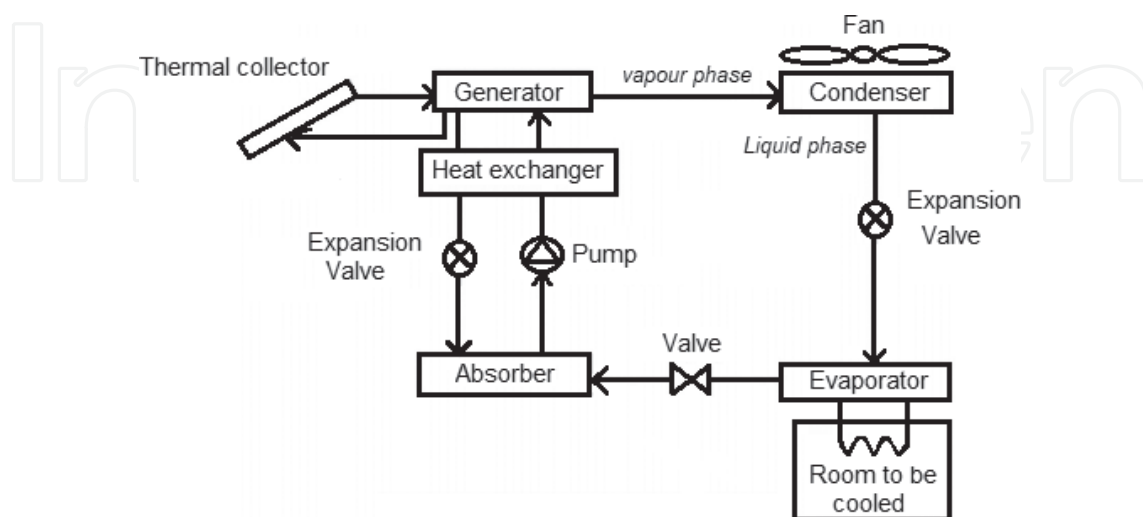 Fan
Thermal collector
Generator
vapour phase
Condenser
Liquid phase
Heat exchanger
Expansion
Valve
Expansion
Valve
Pump
Valve
Absorber
Evaporator
Room to be
cooled